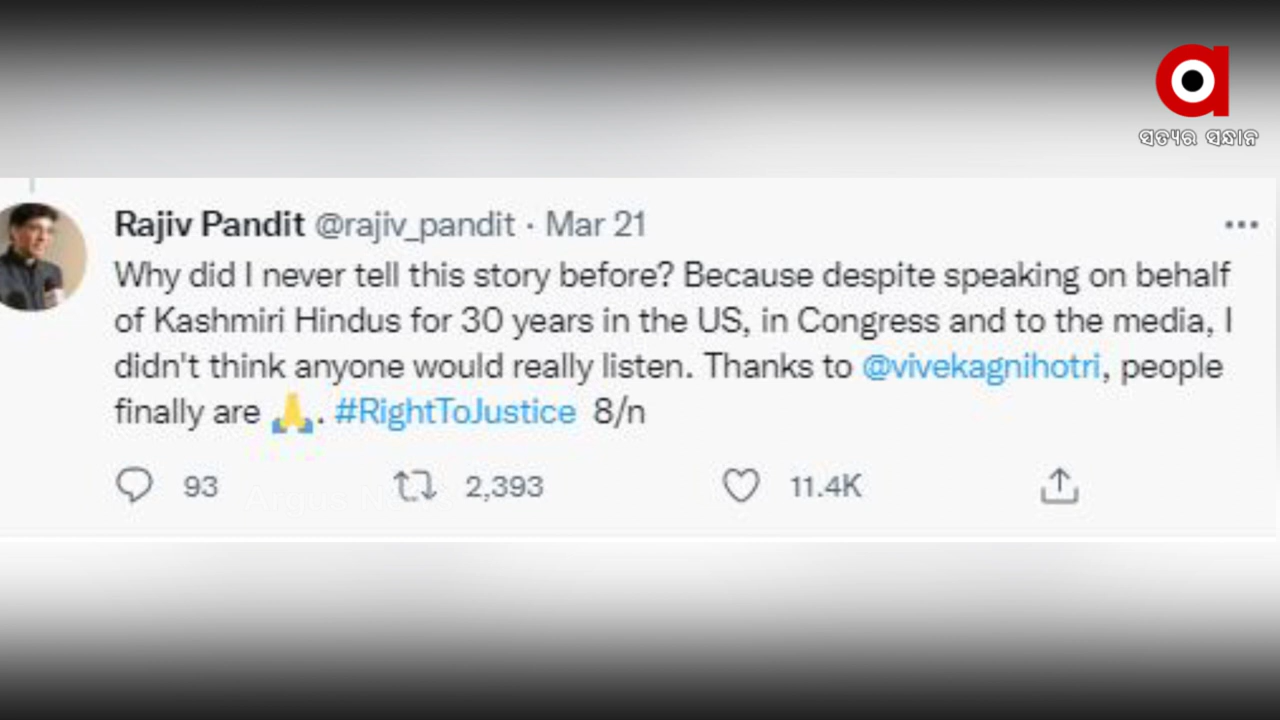 ସତ୍ୟର ସନ୍ଧାନ
Rajiv Pandit @rajiv_pandit · Mar 21
Why did I never tell this story before? Because despite speaking on behalf
of Kashmiri Hindus for 30 years in the US, in Congress and to the media, I
didn't think anyone would really listen. Thanks to @vivekagnihotri, people
finally are 🙏. #RightToJustice 8/n
93 2,393 11.4K